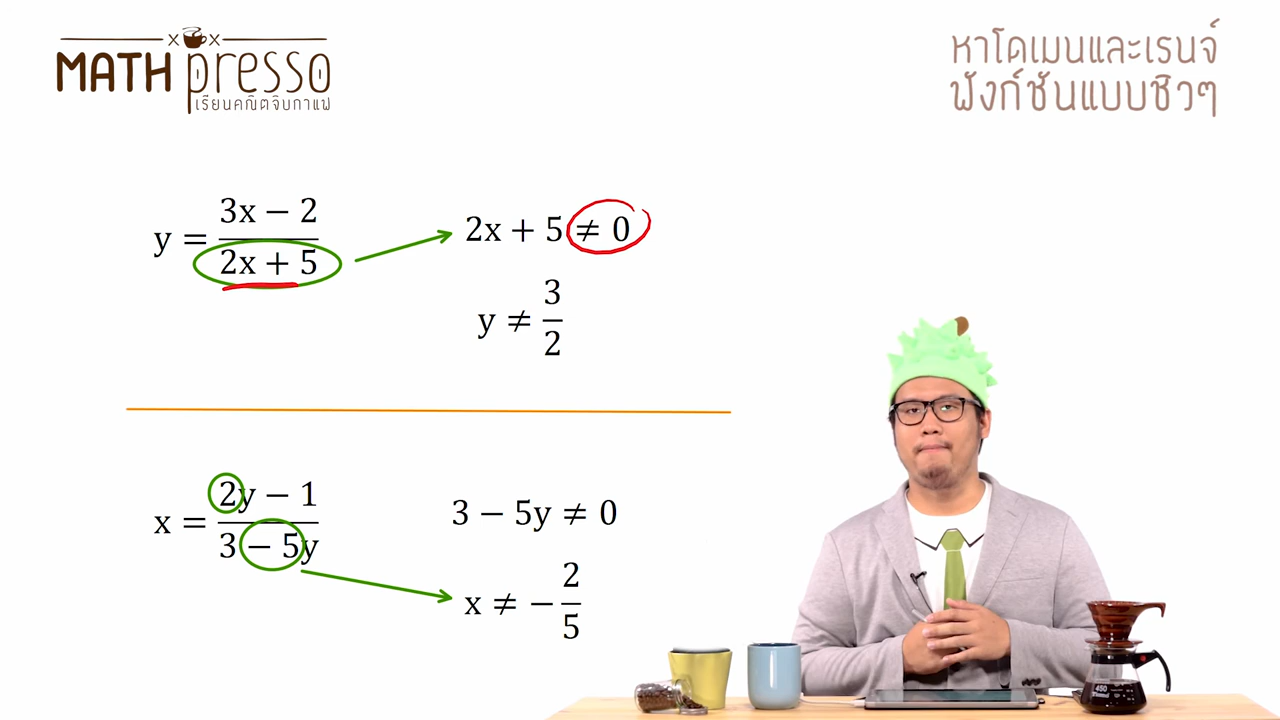 MATH presso
เรียนคณิตจิบกาแฟ
หาโดเมนและเรนจ์
ฟังก์ชันแบบชิวๆ
y = (3x − 2)/(2x + 5)
2x + 5 ≠ 0
y ≠ 3/2
x = (2y − 1)/(3 − 5y)
3 − 5y ≠ 0
x ≠ −2/5
450